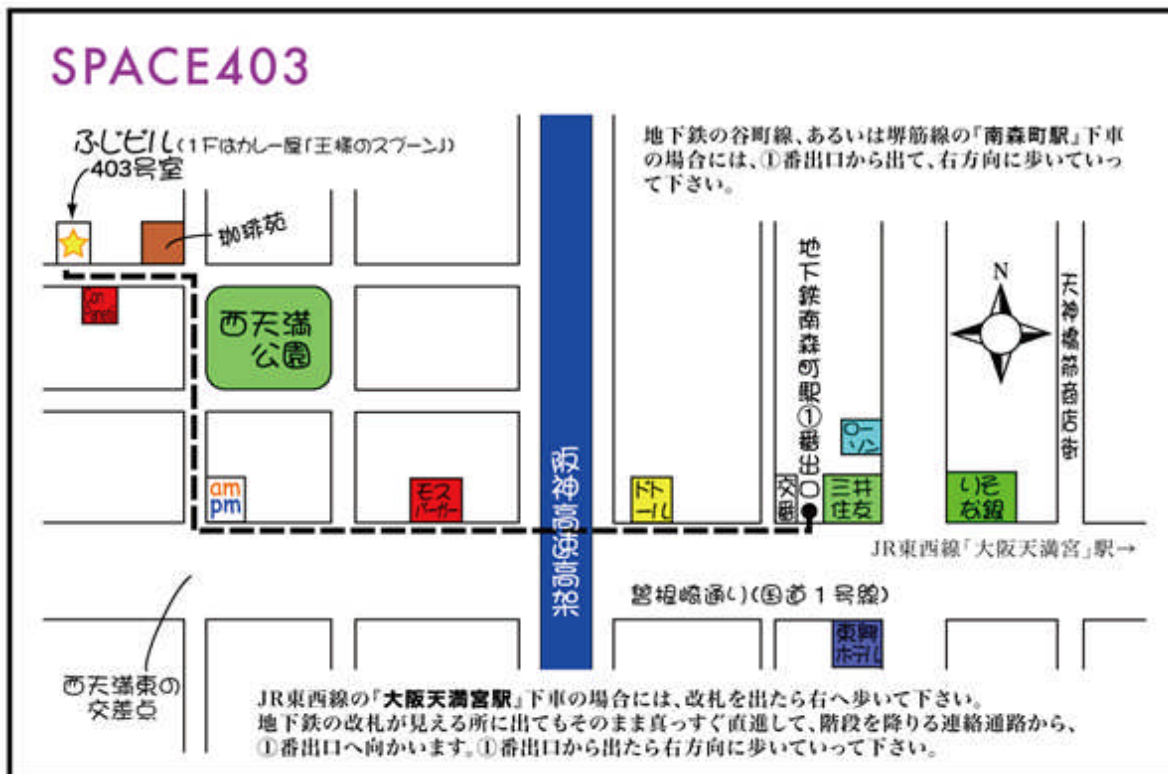 SPACE403
ふじビル(1Fはカレー屋「王様のスプーン」)
403号室
珈琲苑
地下鉄の谷町線、あるいは堺筋線の『南森町駅』下車
の場合には、①番出口から出て、右方向に歩いていっ
て下さい。
Con
西天満
公園
地下鉄南森町駅①番出口
N
天神橋筋商店街
ロー
ソン
am
pm
モス
バーガー
阪神高速高架
ドト
ール
交番
三井
住友
りそ
な銀
JR東西線「大阪天満宮」駅→
曽根崎通り(国道1号線)
東興
ホテル
西天満東の
交差点
JR東西線の『大阪天満宮駅』下車の場合には、改札を出たら右へ歩いて下さい。
地下鉄の改札が見える所に出てもそのまま真っすぐ直進して、階段を降りる連絡通路から、
①番出口へ向かいます。①番出口から出たら右方向に歩いていって下さい。